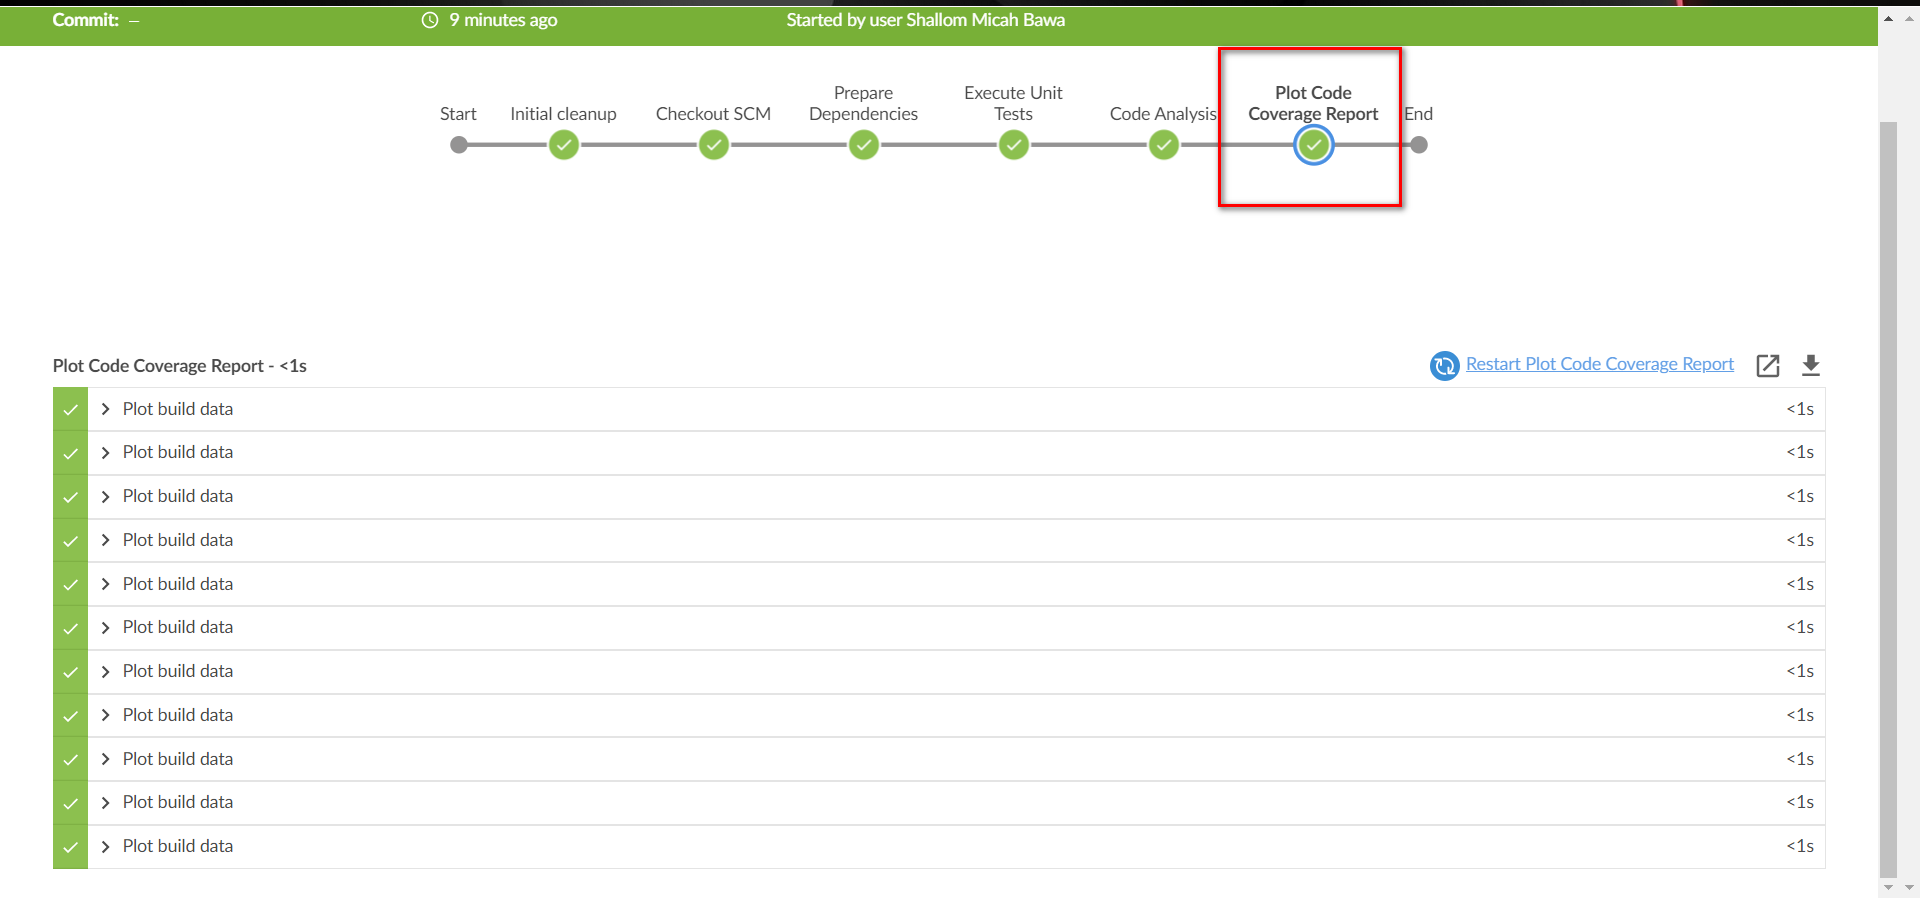 Commit: —
9 minutes ago
Started by user Shallom Micah Bawa
Start
Initial cleanup
Checkout SCM
Prepare
Dependencies
Execute Unit
Tests
Code Analysis
Plot Code
Coverage Report
End
Plot Code Coverage Report - <1s
Restart Plot Code Coverage Report
Plot build data <1s
Plot build data <1s
Plot build data <1s
Plot build data <1s
Plot build data <1s
Plot build data <1s
Plot build data <1s
Plot build data <1s
Plot build data <1s
Plot build data <1s
Plot build data <1s